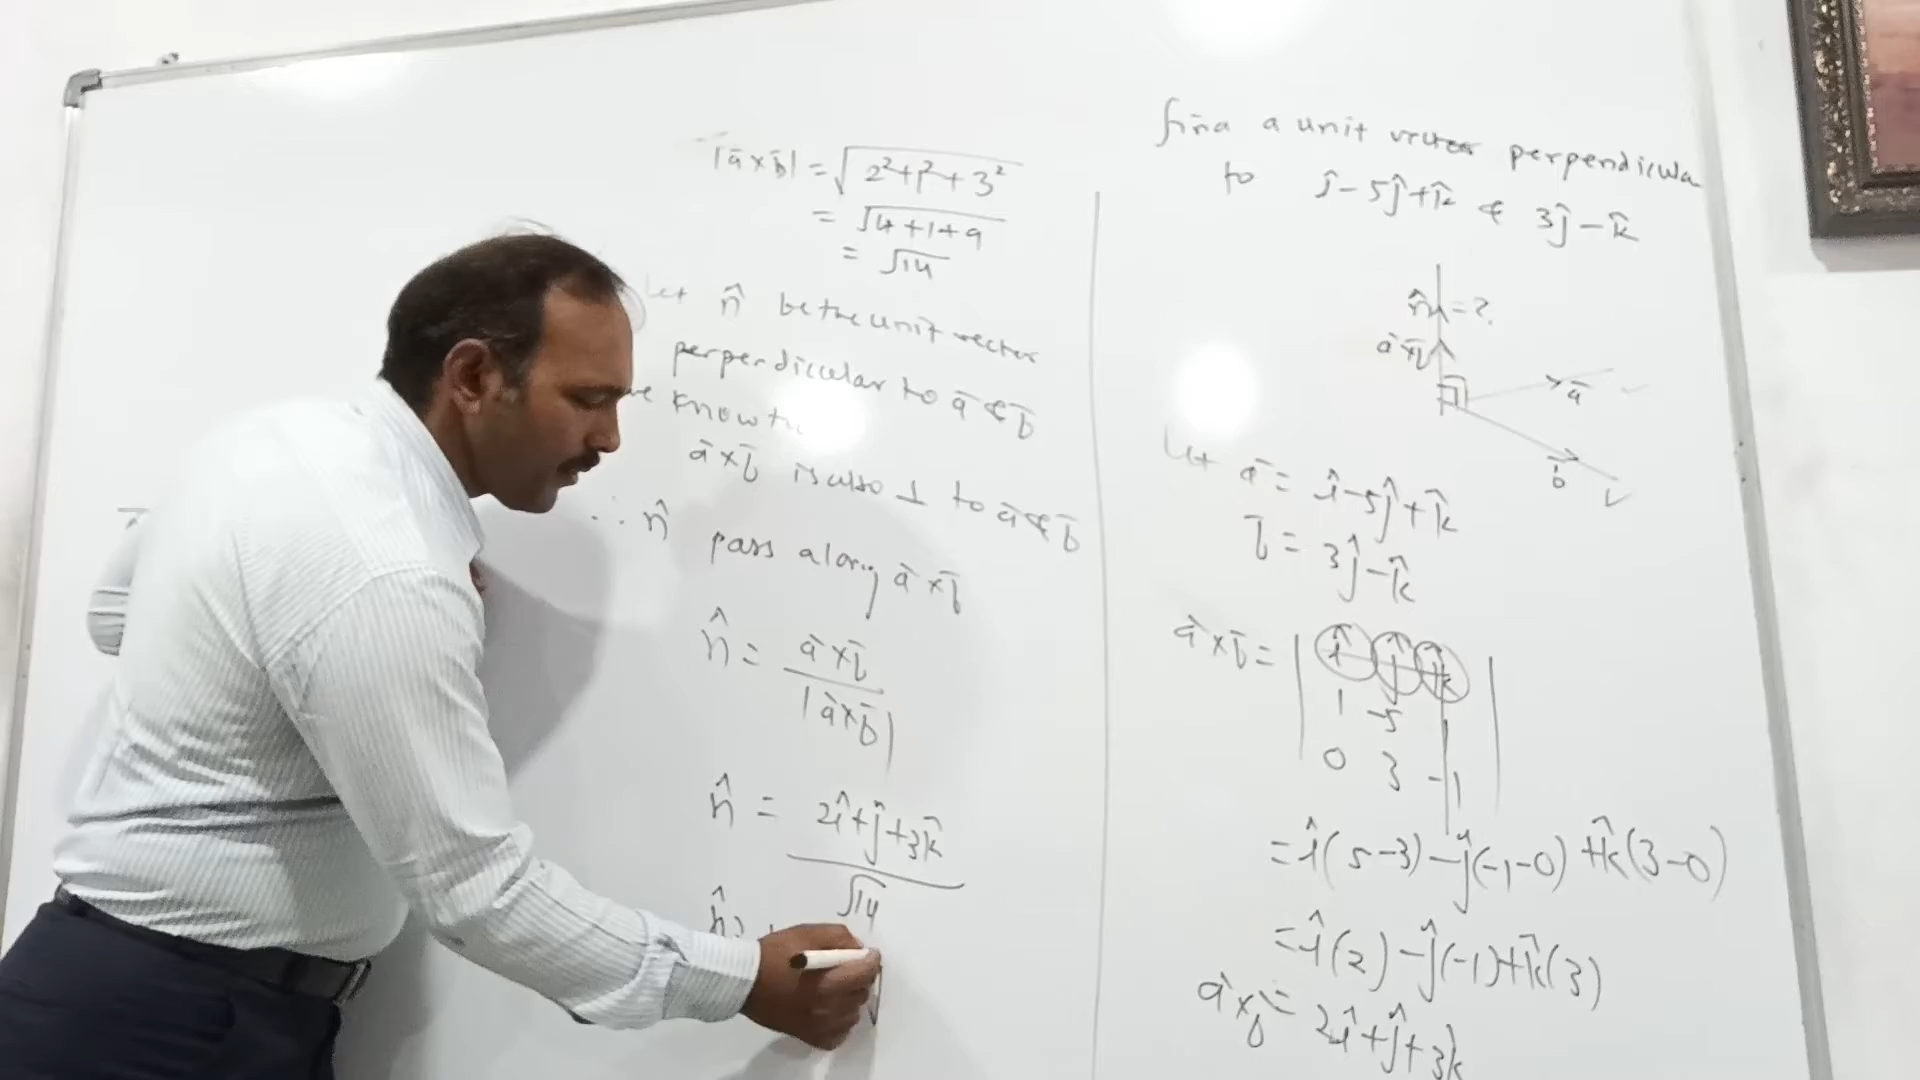 find a unit vector perpendicular
to î-5ĵ+k̂ & 3ĵ-k̂
n̂=?
a̅×b̅
a̅
b̅
Let a̅= î-5ĵ+k̂
b̅= 3ĵ-k̂
a̅×b̅= | î ĵ k̂ |
1 -5 1
0 3 -1
=î(5-3)-ĵ(-1-0)+k̂(3-0)
=î(2)-ĵ(-1)+k̂(3)
a̅×b̅= 2î+ĵ+3k̂
|a̅×b̅| = √2²+1²+3²
= √4+1+9
= √14
Let n̂ be the unit vector
perpendicular to a̅ & b̅
we know
a̅×b̅ is also ⊥ to a̅ & b̅
∴ n̂ pass along a̅×b̅
n̂ = a̅×b̅
|a̅×b̅|
n̂ = 2î+ĵ+3k̂
√14
n̂=